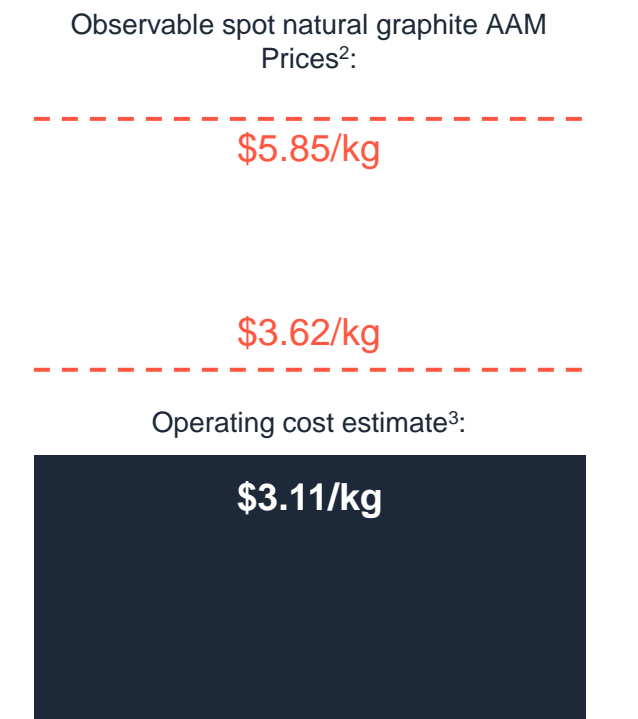 Observable spot natural graphite AAM
Prices²:
$5.85/kg
$3.62/kg
Operating cost estimate³:
$3.11/kg